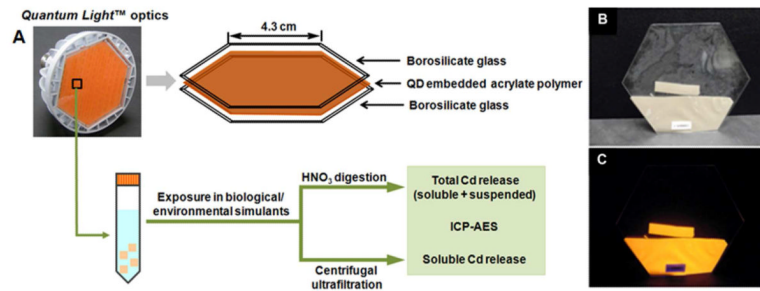 Quantum Light™ optics
A
4.3 cm
Borosilicate glass
QD embedded acrylate polymer
Borosilicate glass
B
Exposure in biological/
environmental simulants
HNO3 digestion
Centrifugal
ultrafiltration
Total Cd release
(soluble + suspended)
ICP-AES
Soluble Cd release
C